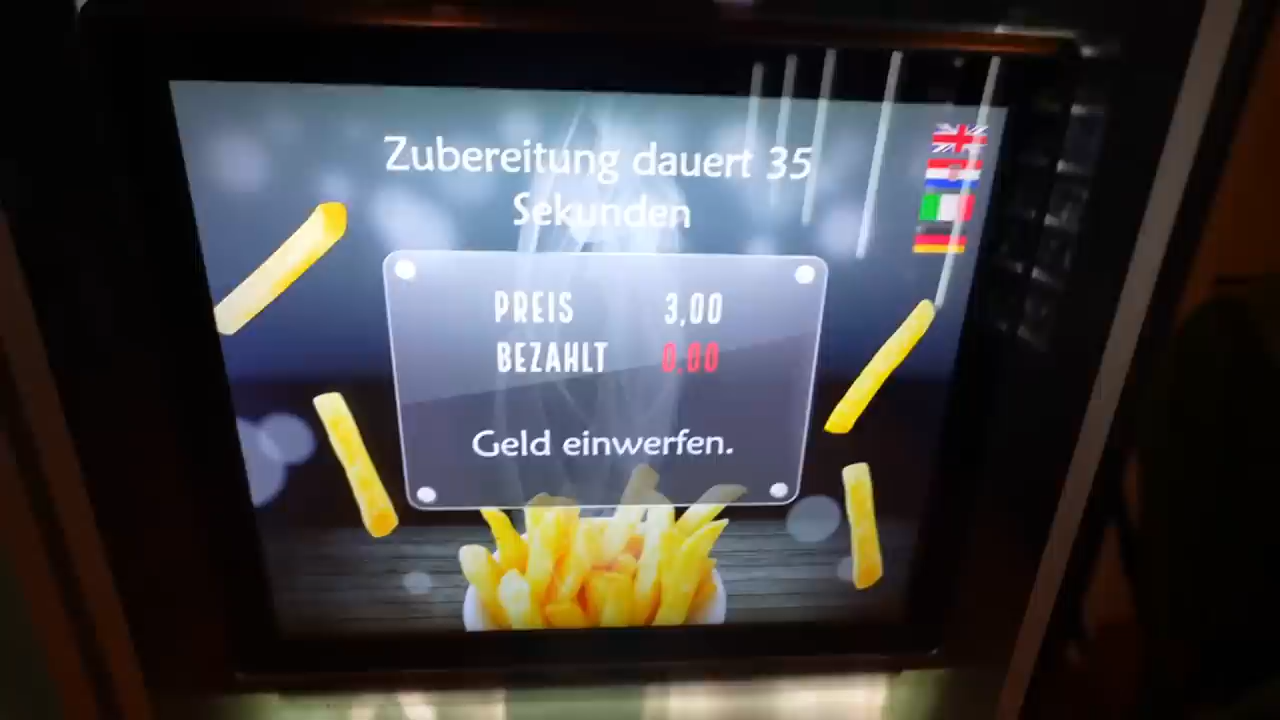 Zubereitung dauert 35
Sekunden
PREIS 3,00
BEZAHLT 0,00
Geld einwerfen.